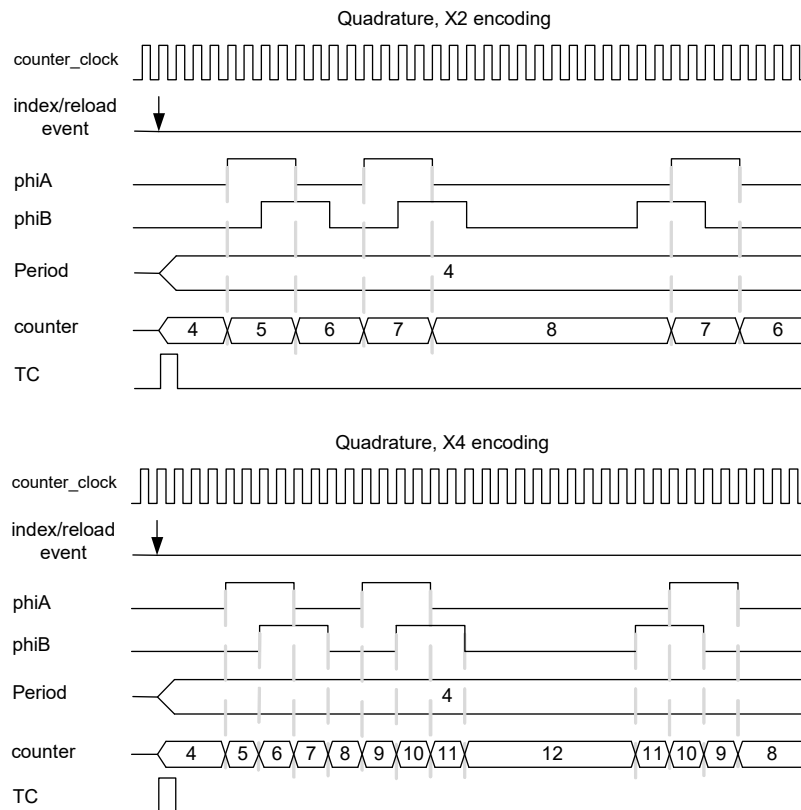 Quadrature, X2 encoding
counter_clock
index/reload
event
phiA
phiB
Period 4
counter 4 5 6 7 8 7 6
TC
Quadrature, X4 encoding
counter_clock
index/reload
event
phiA
phiB
Period 4
counter 4 5 6 7 8 9 10 11 12 11 10 9 8
TC